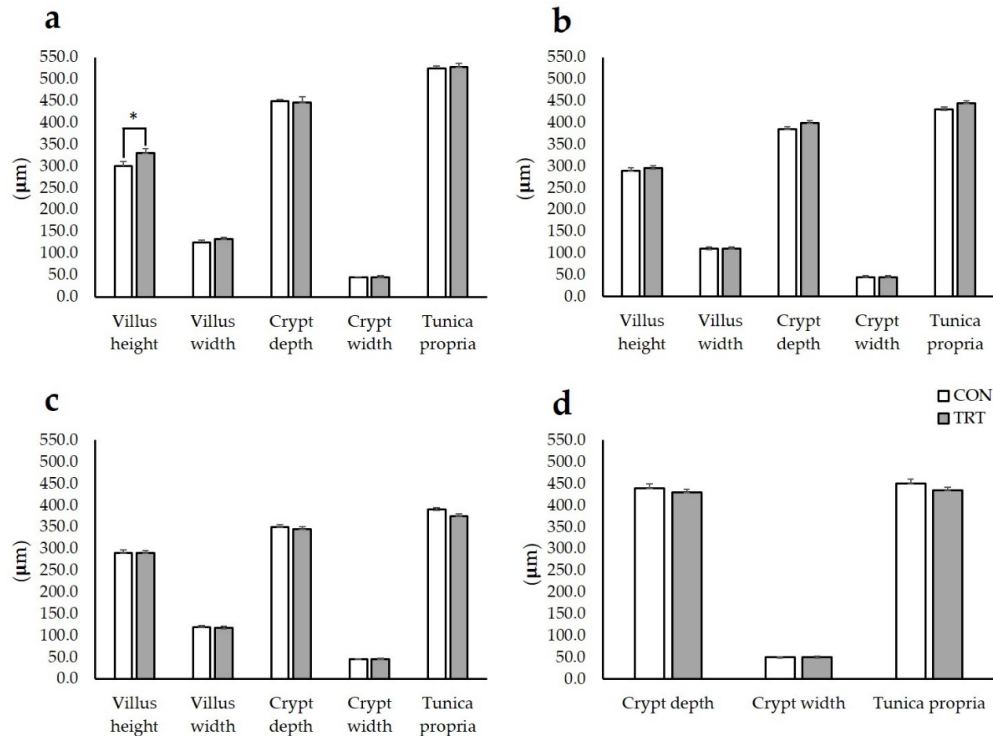 a
550.0
500.0
450.0
400.0
350.0
300.0
250.0
200.0
150.0
100.0
50.0
0.0
(µm)
*
Villus height
Villus width
Crypt depth
Crypt width
Tunica propria
b
550.0
500.0
450.0
400.0
350.0
300.0
250.0
200.0
150.0
100.0
50.0
0.0
(µm)
Villus height
Villus width
Crypt depth
Crypt width
Tunica propria
c
550.0
500.0
450.0
400.0
350.0
300.0
250.0
200.0
150.0
100.0
50.0
0.0
(µm)
Villus height
Villus width
Crypt depth
Crypt width
Tunica propria
d
CON
TRT
550.0
500.0
450.0
400.0
350.0
300.0
250.0
200.0
150.0
100.0
50.0
0.0
(µm)
Crypt depth
Crypt width
Tunica propria